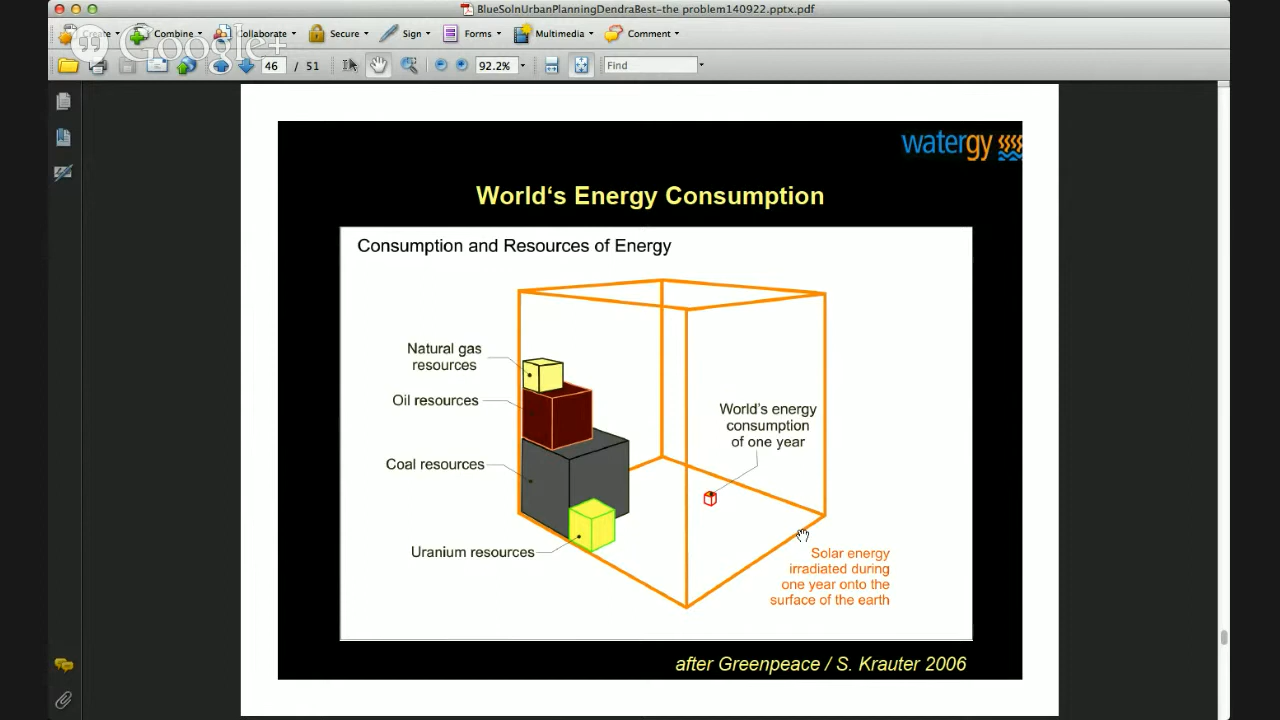 BlueSolnUrbanPlanningDendraBest-the problem140922.pptx.pdf
Create Combine Collaborate Secure Sign Forms Multimedia Comment
Google+
46 / 51 92.2% Find
watergy
World‘s Energy Consumption
Consumption and Resources of Energy
Natural gas
resources
Oil resources
Coal resources
Uranium resources
World’s energy
consumption
of one year
Solar energy
irradiated during
one year onto the
surface of the earth
after Greenpeace / S. Krauter 2006